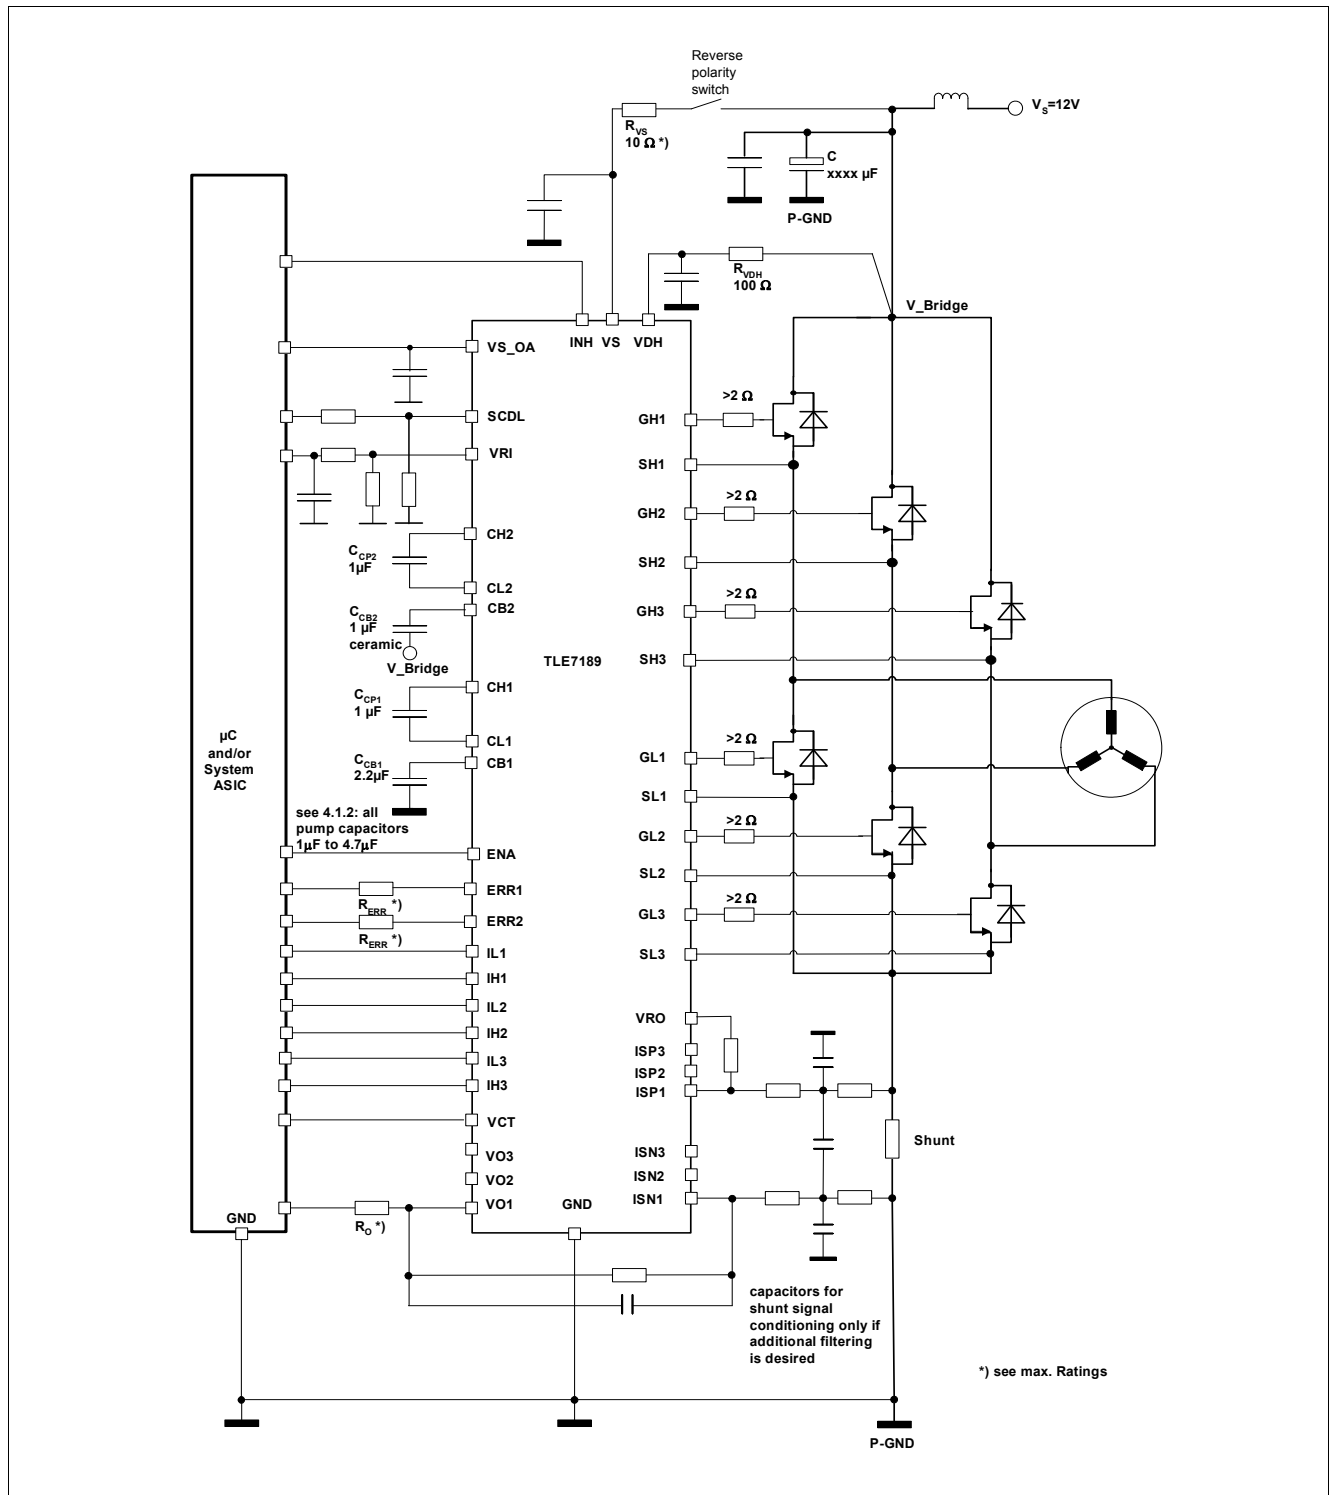 Reverse
polarity
switch
V_S=12V
R_VS
10 Ω *)
C
xxxx µF
P-GND
R_VDH
100 Ω
V_Bridge
INH VS VDH
VS_OA
SCDL
VRI
CH2
C_CP2
1µF
CL2
CB2
C_CB2
1 µF
ceramic
V_Bridge
CH1
C_CP1
1 µF
CL1
CB1
C_CB1
2.2µF
see 4.1.2: all
pump capacitors
1µF to 4.7µF
µC
and/or
System
ASIC
TLE7189
ENA
ERR1
R_ERR *)
ERR2
R_ERR *)
IL1
IH1
IL2
IH2
IL3
IH3
VCT
VO3
VO2
VO1
R_O *)
GND
GND
>2 Ω
GH1
SH1
>2 Ω
GH2
SH2
>2 Ω
GH3
SH3
>2 Ω
GL1
SL1
>2 Ω
GL2
SL2
>2 Ω
GL3
SL3
VRO
ISP3
ISP2
ISP1
Shunt
ISN3
ISN2
ISN1
capacitors for
shunt signal
conditioning only if
additional filtering
is desired
*) see max. Ratings
P-GND